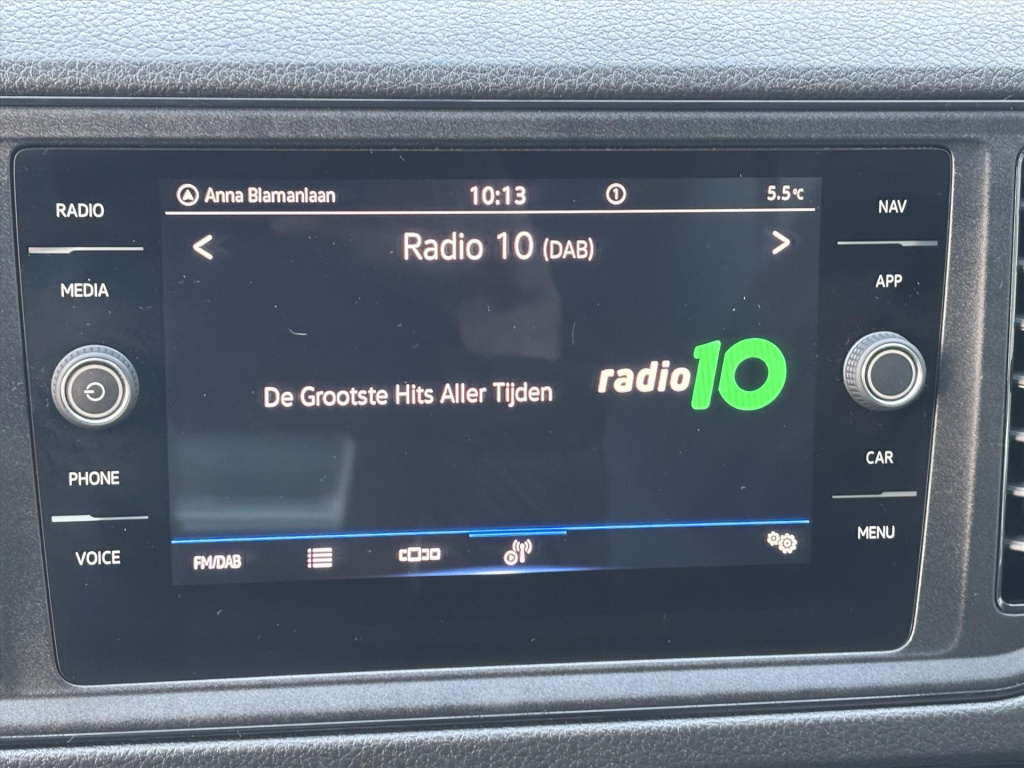 Anna Blamanlaan 10:13 1 5.5°C
RADIO
MEDIA
PHONE
VOICE
< Radio 10 (DAB) >
De Grootste Hits Aller Tijden
radio10
FM/DAB
NAV
APP
CAR
MENU